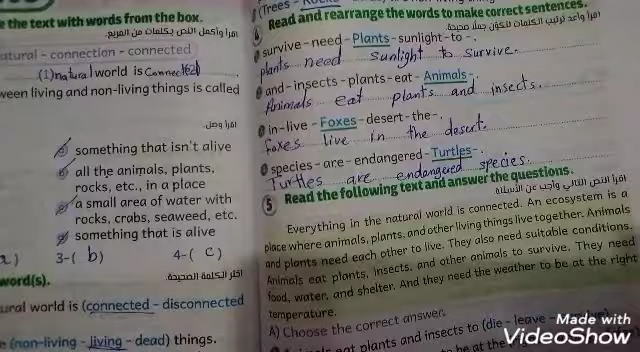 e the text with words from the box.
اقرأ وأكمل النص بكلمات من المربع.
atural - connection - connected
(1) natural world is connected
ween living and non-living things is called
اقرأ وصل.
something that isn't alive
all the animals, plants,
rocks, etc., in a place
a small area of water with
rocks, crabs, seaweed, etc.
something that is alive
3-( b ) 4-( c )
word(s).
اختر الكلمة الصحيحة.
ural world is (connected - disconnected
e (non-living - living - dead) things.
(Trees - Rocks
Read and rearrange the words to make correct sentences.
اقرأ وأعد ترتيب الكلمات لتكون جمل صحيحة.
survive - need - Plants - sunlight - to - .
plants need sunlight to survive.
and - insects - plants - eat - Animals - .
Animals eat plants and insects.
in - live - Foxes - desert - the - .
foxes live in the desert.
species - are - endangered - Turtles - .
Turtles are endangered species.
5 Read the following text and answer the questions.
اقرأ النص التالي وأجب عن الأسئلة.
Everything in the natural world is connected. An ecosystem is a
place where animals, plants, and other living things live together. Animals
and plants need each other to live. They also need suitable conditions.
Animals eat plants, insects, and other animals to survive. They need
food, water, and shelter. And they need the weather to be at the right
temperature.
A) Choose the correct answer.
eat plants and insects to (die - leave -
to be at the
Made with
VideoShow